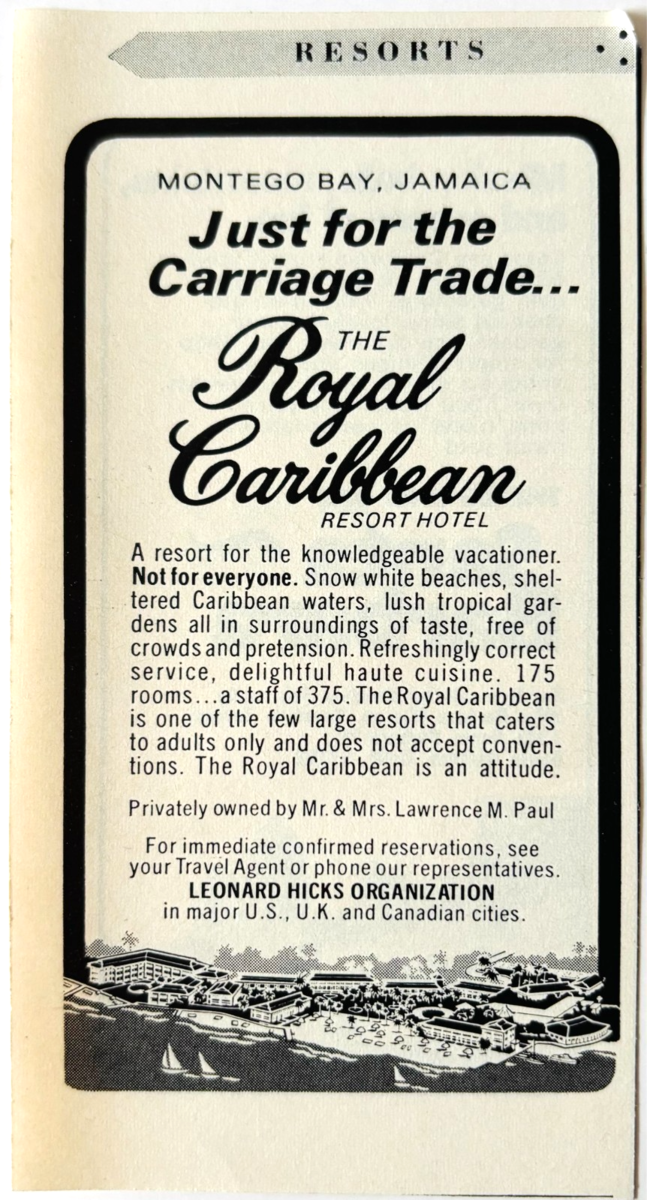 RESORTS
MONTEGO BAY, JAMAICA
Just for the
Carriage Trade...
THE
Royal
Caribbean
RESORT HOTEL
A resort for the knowledgeable vacationer.
Not for everyone. Snow white beaches, shel-
tered Caribbean waters, lush tropical gar-
dens all in surroundings of taste, free of
crowds and pretension. Refreshingly correct
service, delightful haute cuisine. 175
rooms...a staff of 375. The Royal Caribbean
is one of the few large resorts that caters
to adults only and does not accept conven-
tions. The Royal Caribbean is an attitude.
Privately owned by Mr. & Mrs. Lawrence M. Paul
For immediate confirmed reservations, see
your Travel Agent or phone our representatives.
LEONARD HICKS ORGANIZATION
in major U.S., U.K. and Canadian cities.